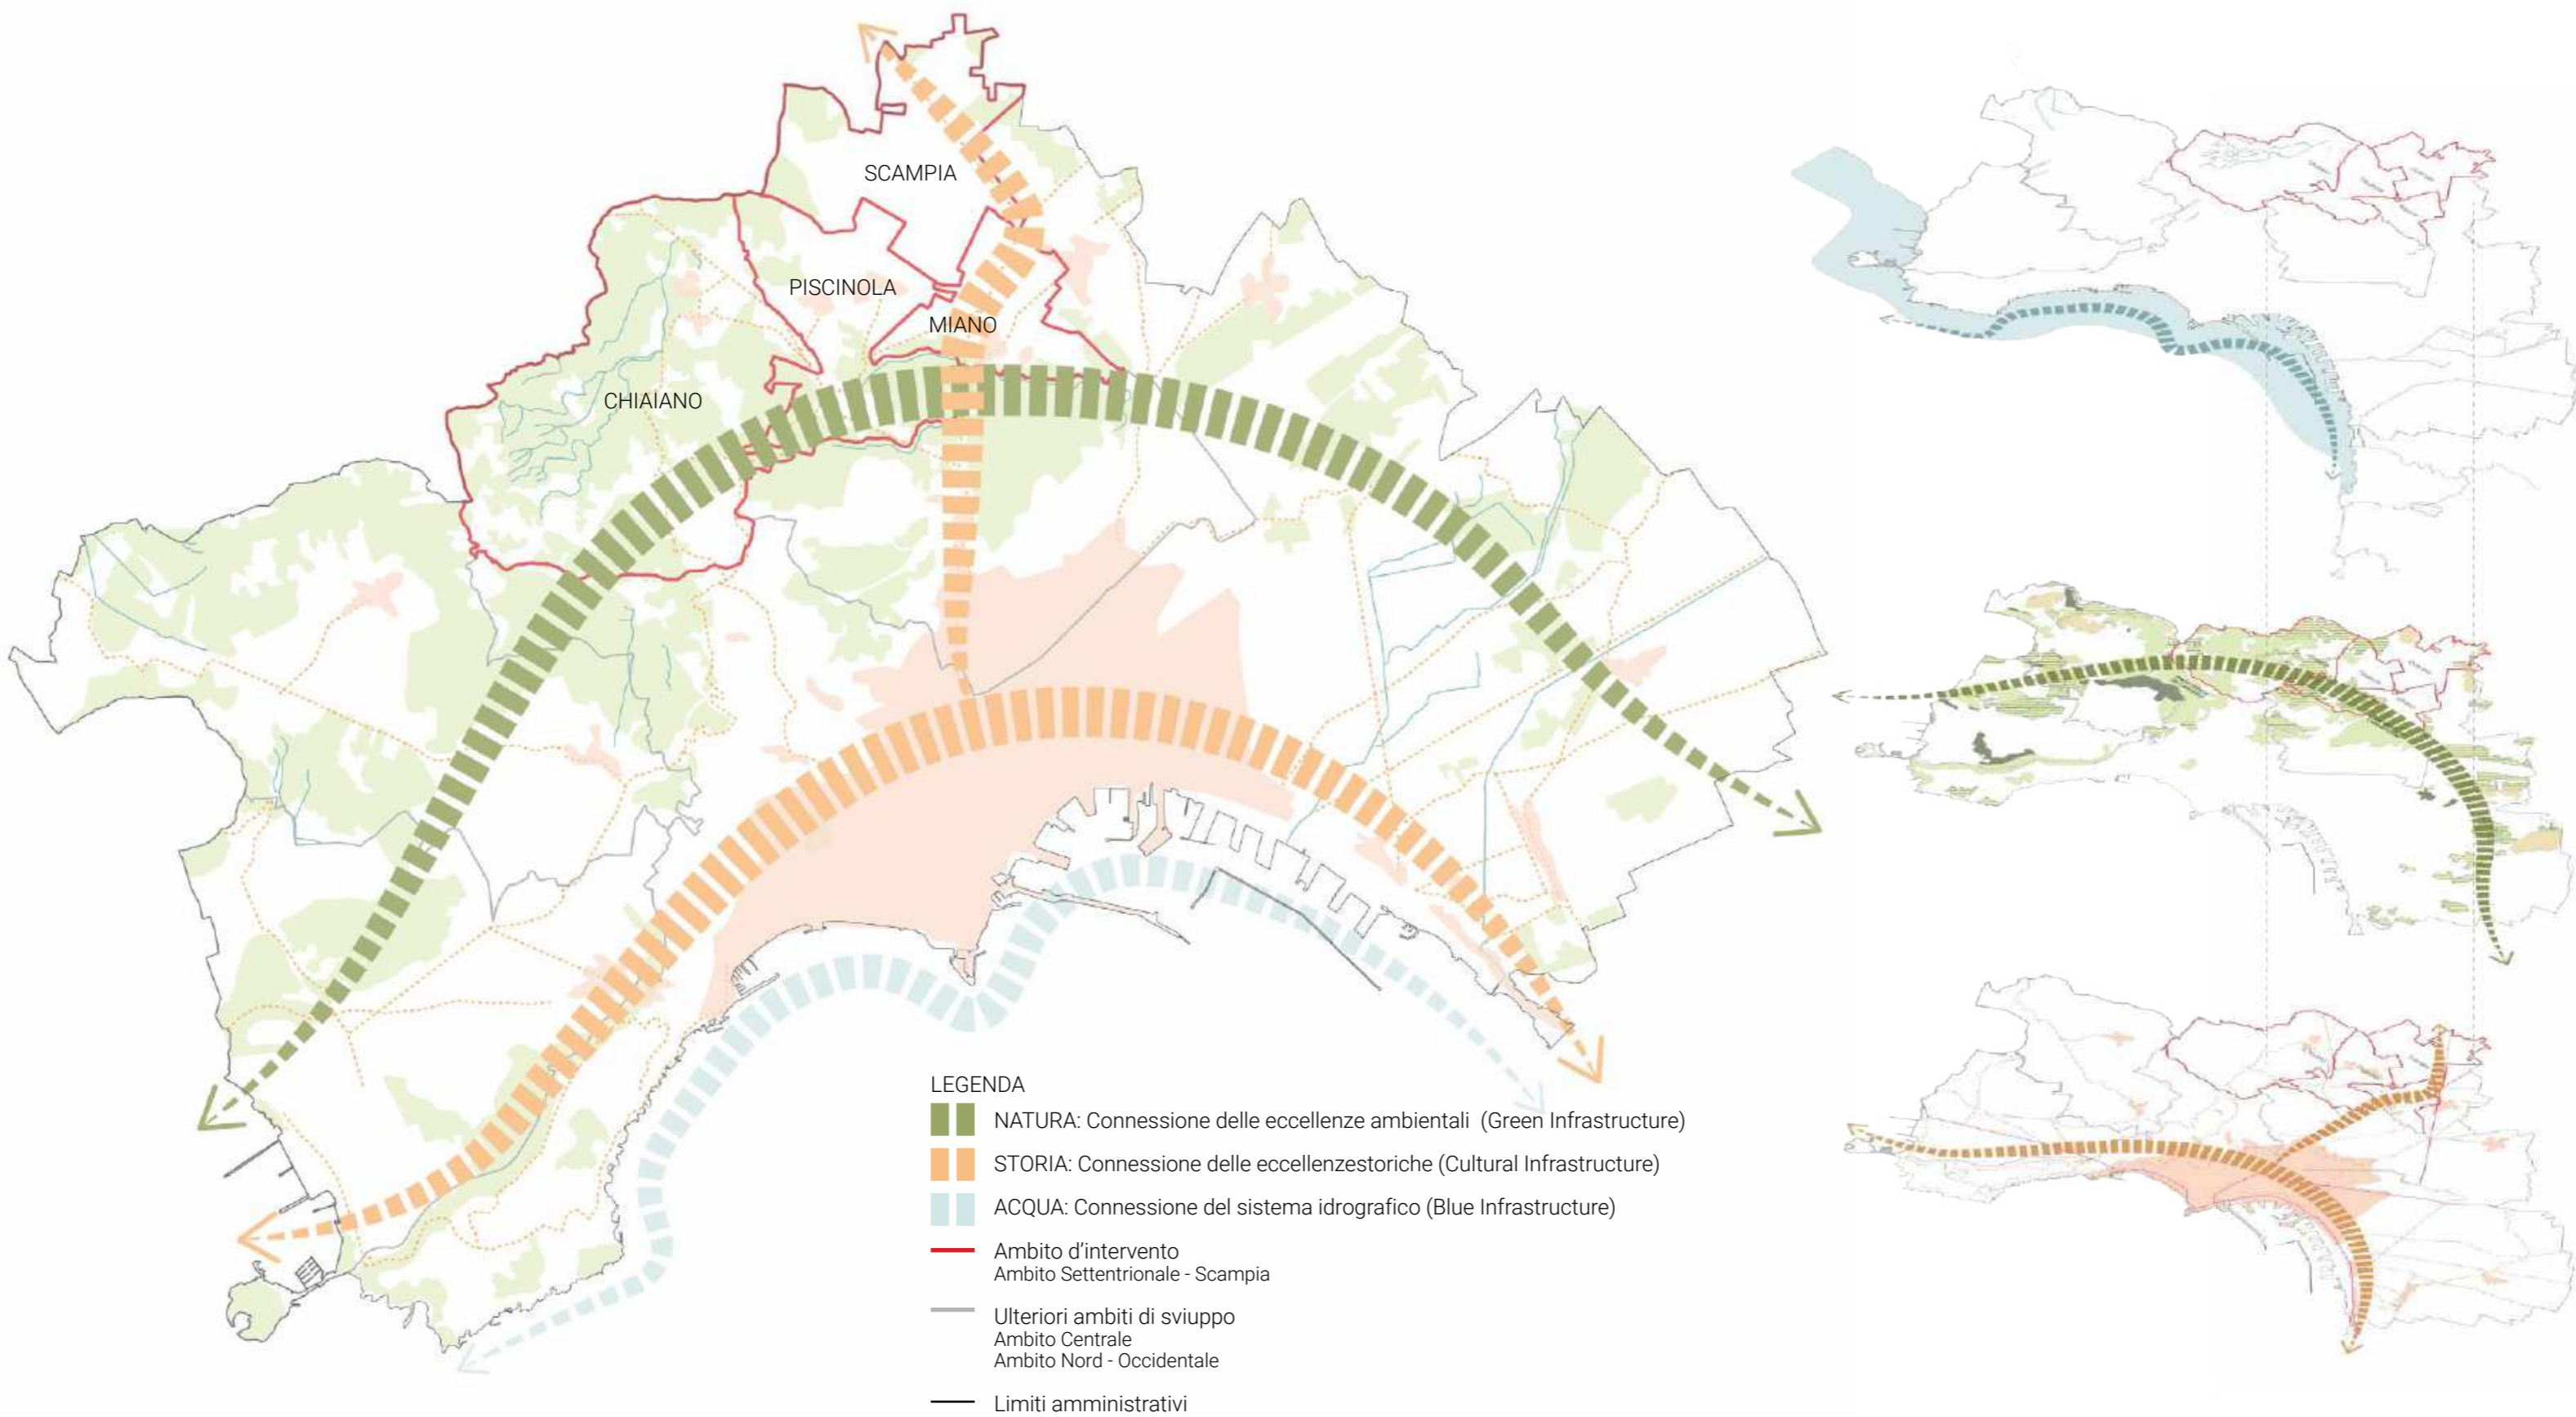 SCAMPIA
PISCINOLA
MIANO
CHIAIANO
LEGENDA
NATURA: Connessione delle eccellenze ambientali (Green Infrastructure)
STORIA: Connessione delle eccellenzestoriche (Cultural Infrastructure)
ACQUA: Connessione del sistema idrografico (Blue Infrastructure)
Ambito d'intervento
Ambito Settentrionale - Scampia
Ulteriori ambiti di sviuppo
Ambito Centrale
Ambito Nord - Occidentale
Limiti amministrativi